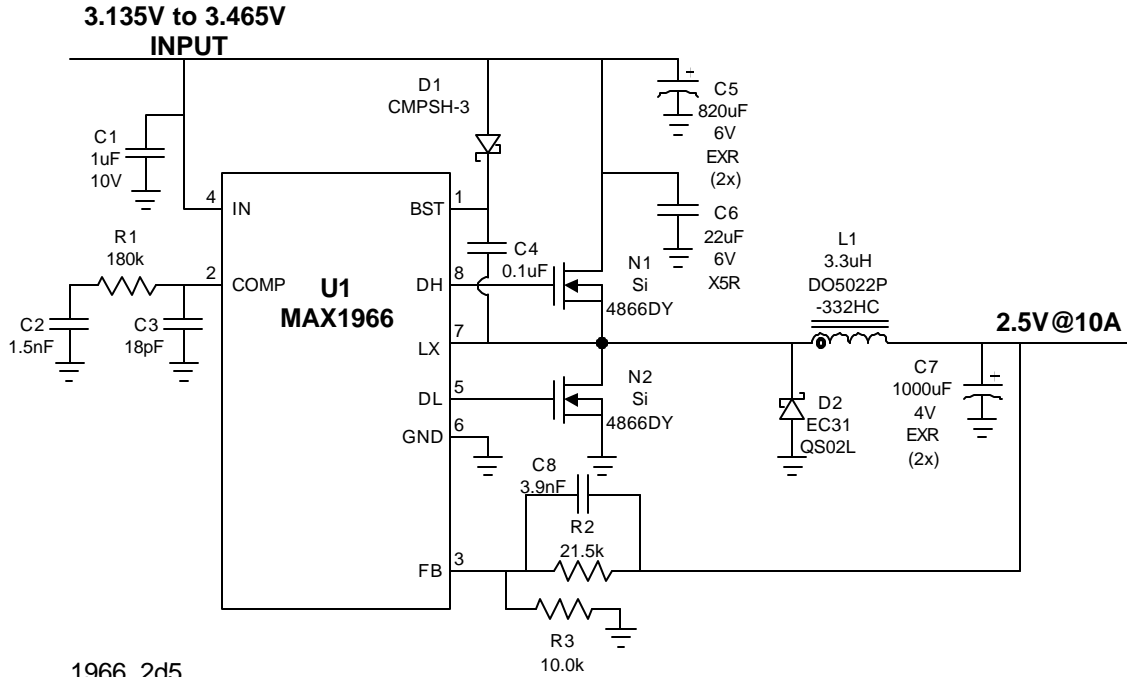 3.135V to 3.465V
INPUT
D1
CMPSH-3
C5
820uF
6V
EXR
(2x)
C1
1uF
10V
4
IN
1
BST
C6
22uF
6V
X5R
R1
180k
2
COMP
U1
MAX1966
C4
0.1uF
8
DH
N1
Si
4866DY
L1
3.3uH
DO5022P
-332HC
2.5V@10A
C2
1.5nF
C3
18pF
7
LX
N2
Si
4866DY
5
DL
6
GND
D2
EC31
QS02L
C7
1000uF
4V
EXR
(2x)
C8
3.9nF
R2
21.5k
3
FB
R3
10.0k
1966_2d5